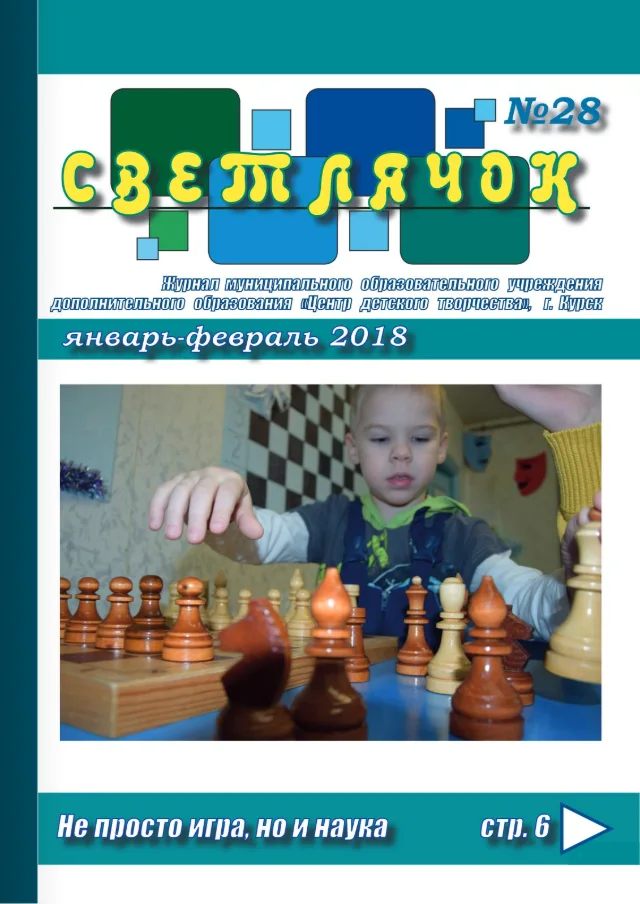 №28
СВЕТЛЯЧОК
Журнал муниципального образовательного учреждения
дополнительного образования «Центр детского творчества», г. Курск
январь-февраль 2018
Не просто игра, но и наука стр. 6